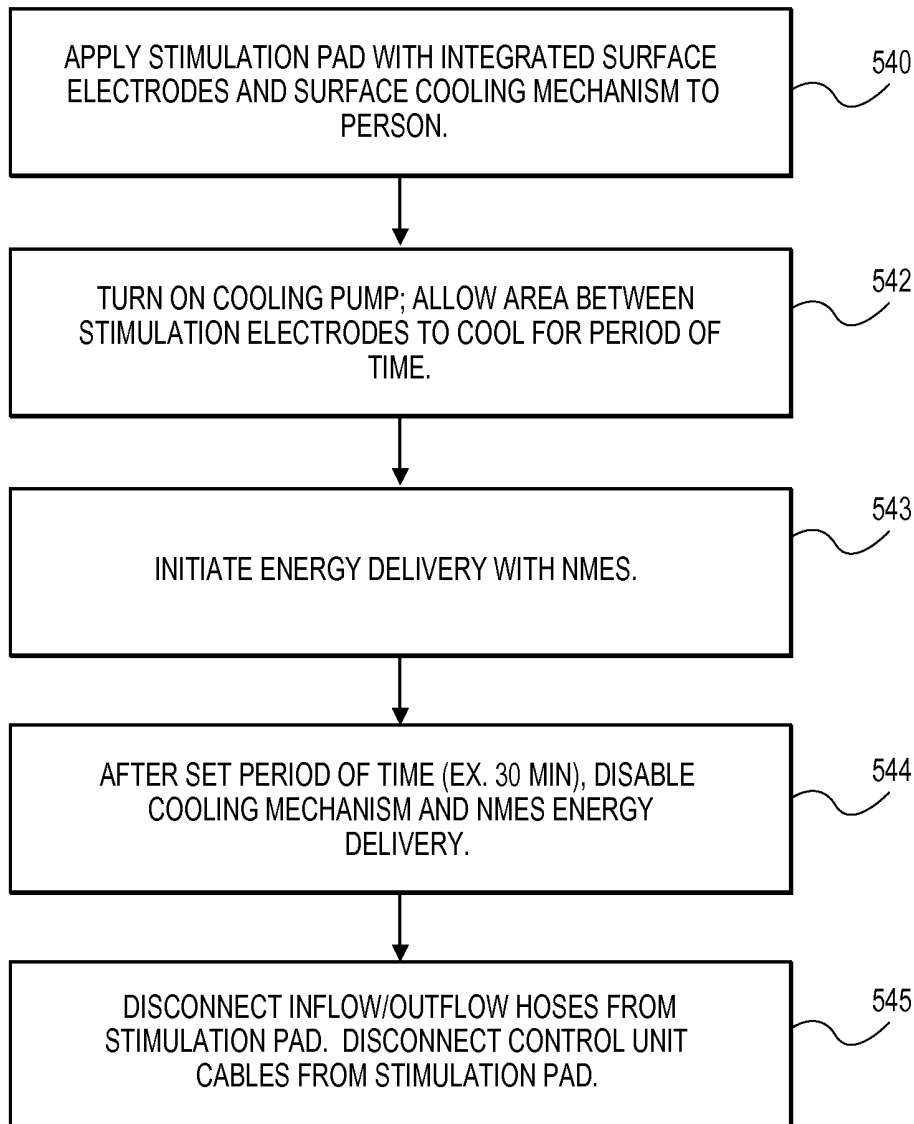 APPLY STIMULATION PAD WITH INTEGRATED SURFACE
ELECTRODES AND SURFACE COOLING MECHANISM TO
PERSON.
540
TURN ON COOLING PUMP; ALLOW AREA BETWEEN
STIMULATION ELECTRODES TO COOL FOR PERIOD OF
TIME.
542
INITIATE ENERGY DELIVERY WITH NMES.
543
AFTER SET PERIOD OF TIME (EX. 30 MIN), DISABLE
COOLING MECHANISM AND NMES ENERGY
DELIVERY.
544
DISCONNECT INFLOW/OUTFLOW HOSES FROM
STIMULATION PAD. DISCONNECT CONTROL UNIT
CABLES FROM STIMULATION PAD.
545